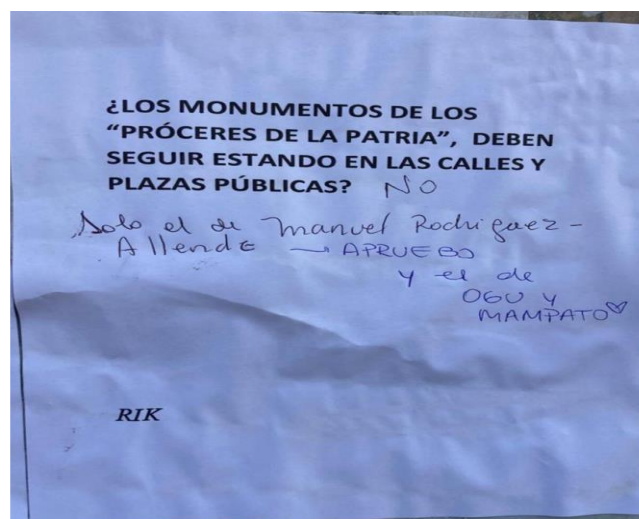 ¿LOS MONUMENTOS DE LOS
“PRÓCERES DE LA PATRIA”, DEBEN
SEGUIR ESTANDO EN LAS CALLES Y
PLAZAS PÚBLICAS? NO
Solo el de Manuel Rodriguez -
Allende → APRUEBO
y el de
OGU Y
MAMPATO♡
RIK